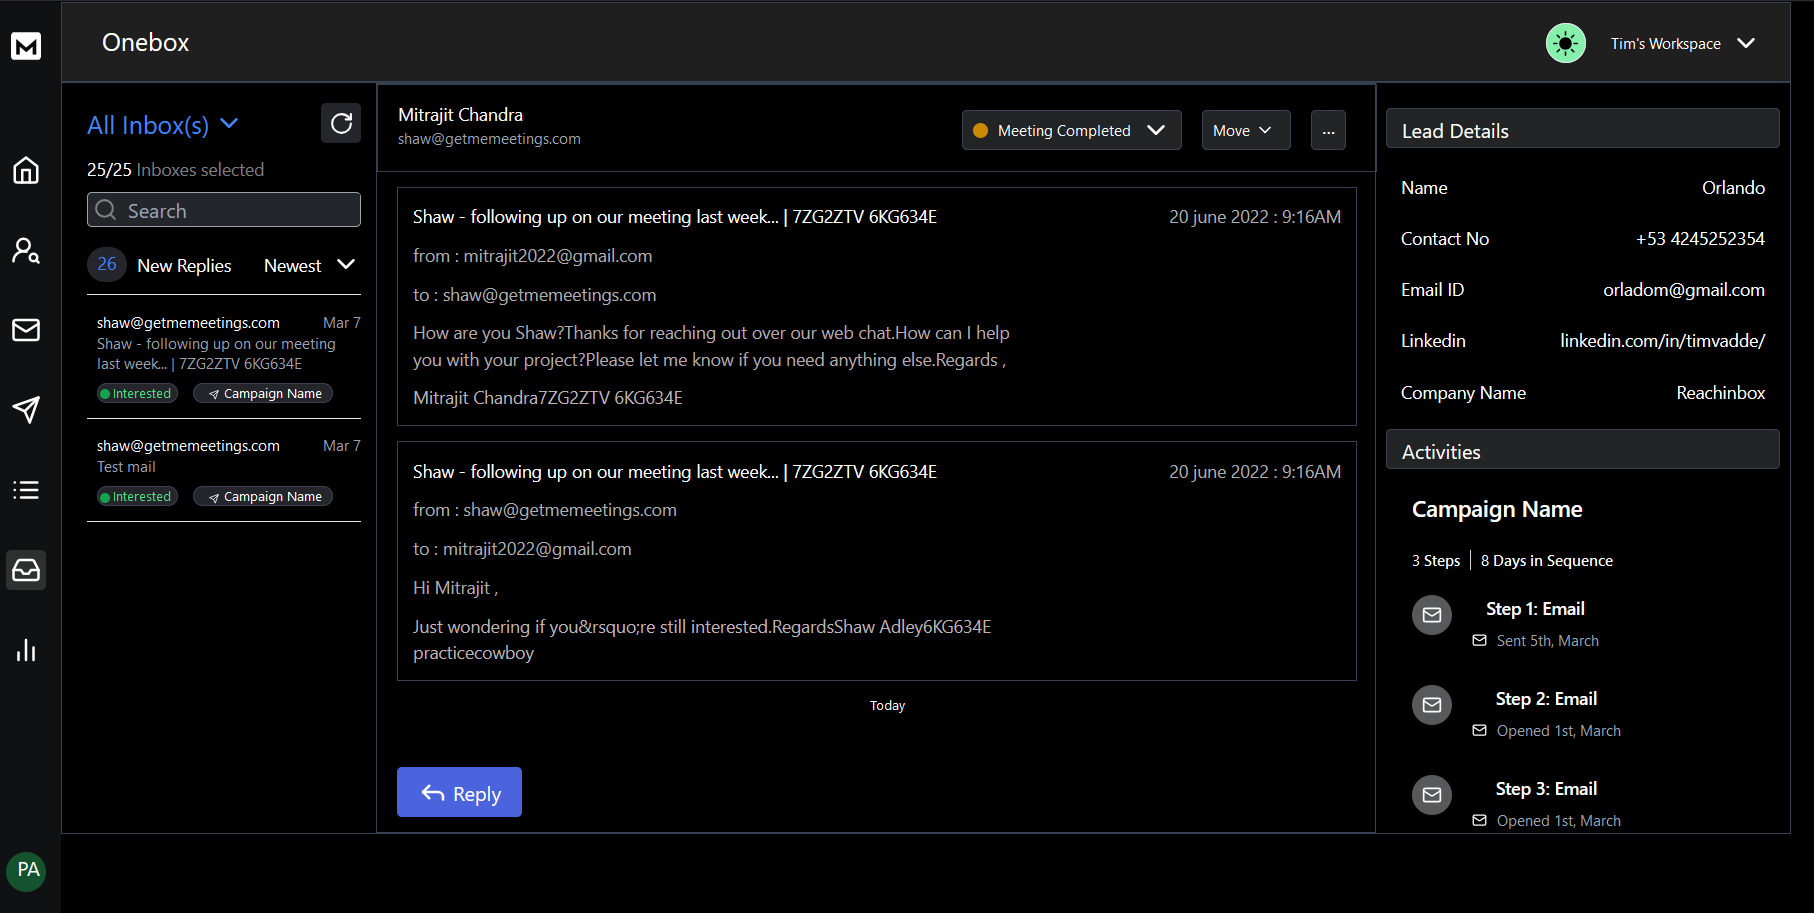 M
Onebox
Tim's Workspace
All Inbox(s)
25/25 Inboxes selected
Search
26 New Replies Newest
shaw@getmemeetings.com Mar 7
Shaw - following up on our meeting
last week... | 7ZG2ZTV 6KG634E
Interested Campaign Name
shaw@getmemeetings.com Mar 7
Test mail
Interested Campaign Name
Mitrajit Chandra
shaw@getmemeetings.com
Meeting Completed Move ...
Shaw - following up on our meeting last week... | 7ZG2ZTV 6KG634E 20 june 2022 : 9:16AM
from : mitrajit2022@gmail.com
to : shaw@getmemeetings.com
How are you Shaw?Thanks for reaching out over our web chat.How can I help
you with your project?Please let me know if you need anything else.Regards ,
Mitrajit Chandra7ZG2ZTV 6KG634E
Shaw - following up on our meeting last week... | 7ZG2ZTV 6KG634E 20 june 2022 : 9:16AM
from : shaw@getmemeetings.com
to : mitrajit2022@gmail.com
Hi Mitrajit ,
Just wondering if you&rsquo;re still interested.RegardsShaw Adley6KG634E
practicecowboy
Today
Reply
Lead Details
Name Orlando
Contact No +53 4245252354
Email ID orladom@gmail.com
Linkedin linkedin.com/in/timvadde/
Company Name Reachinbox
Activities
Campaign Name
3 Steps | 8 Days in Sequence
Step 1: Email
Sent 5th, March
Step 2: Email
Opened 1st, March
Step 3: Email
Opened 1st, March
PA